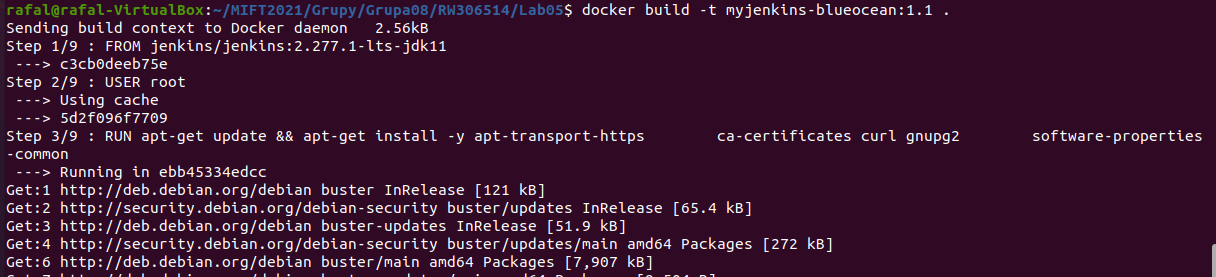 rafal@rafal-VirtualBox:~/MIFT2021/Grupy/Grupa08/RW306514/Lab05$ docker build -t myjenkins-blueocean:1.1 .
Sending build context to Docker daemon   2.56kB
Step 1/9 : FROM jenkins/jenkins:2.277.1-lts-jdk11
 ---> c3cb0deeb75e
Step 2/9 : USER root
 ---> Using cache
 ---> 5d2f096f7709
Step 3/9 : RUN apt-get update && apt-get install -y apt-transport-https        ca-certificates curl gnupg2        software-properties
-common
 ---> Running in ebb45334edcc
Get:1 http://deb.debian.org/debian buster InRelease [121 kB]
Get:2 http://security.debian.org/debian-security buster/updates InRelease [65.4 kB]
Get:3 http://deb.debian.org/debian buster-updates InRelease [51.9 kB]
Get:4 http://security.debian.org/debian-security buster/updates/main amd64 Packages [272 kB]
Get:6 http://deb.debian.org/debian buster/main amd64 Packages [7,907 kB]